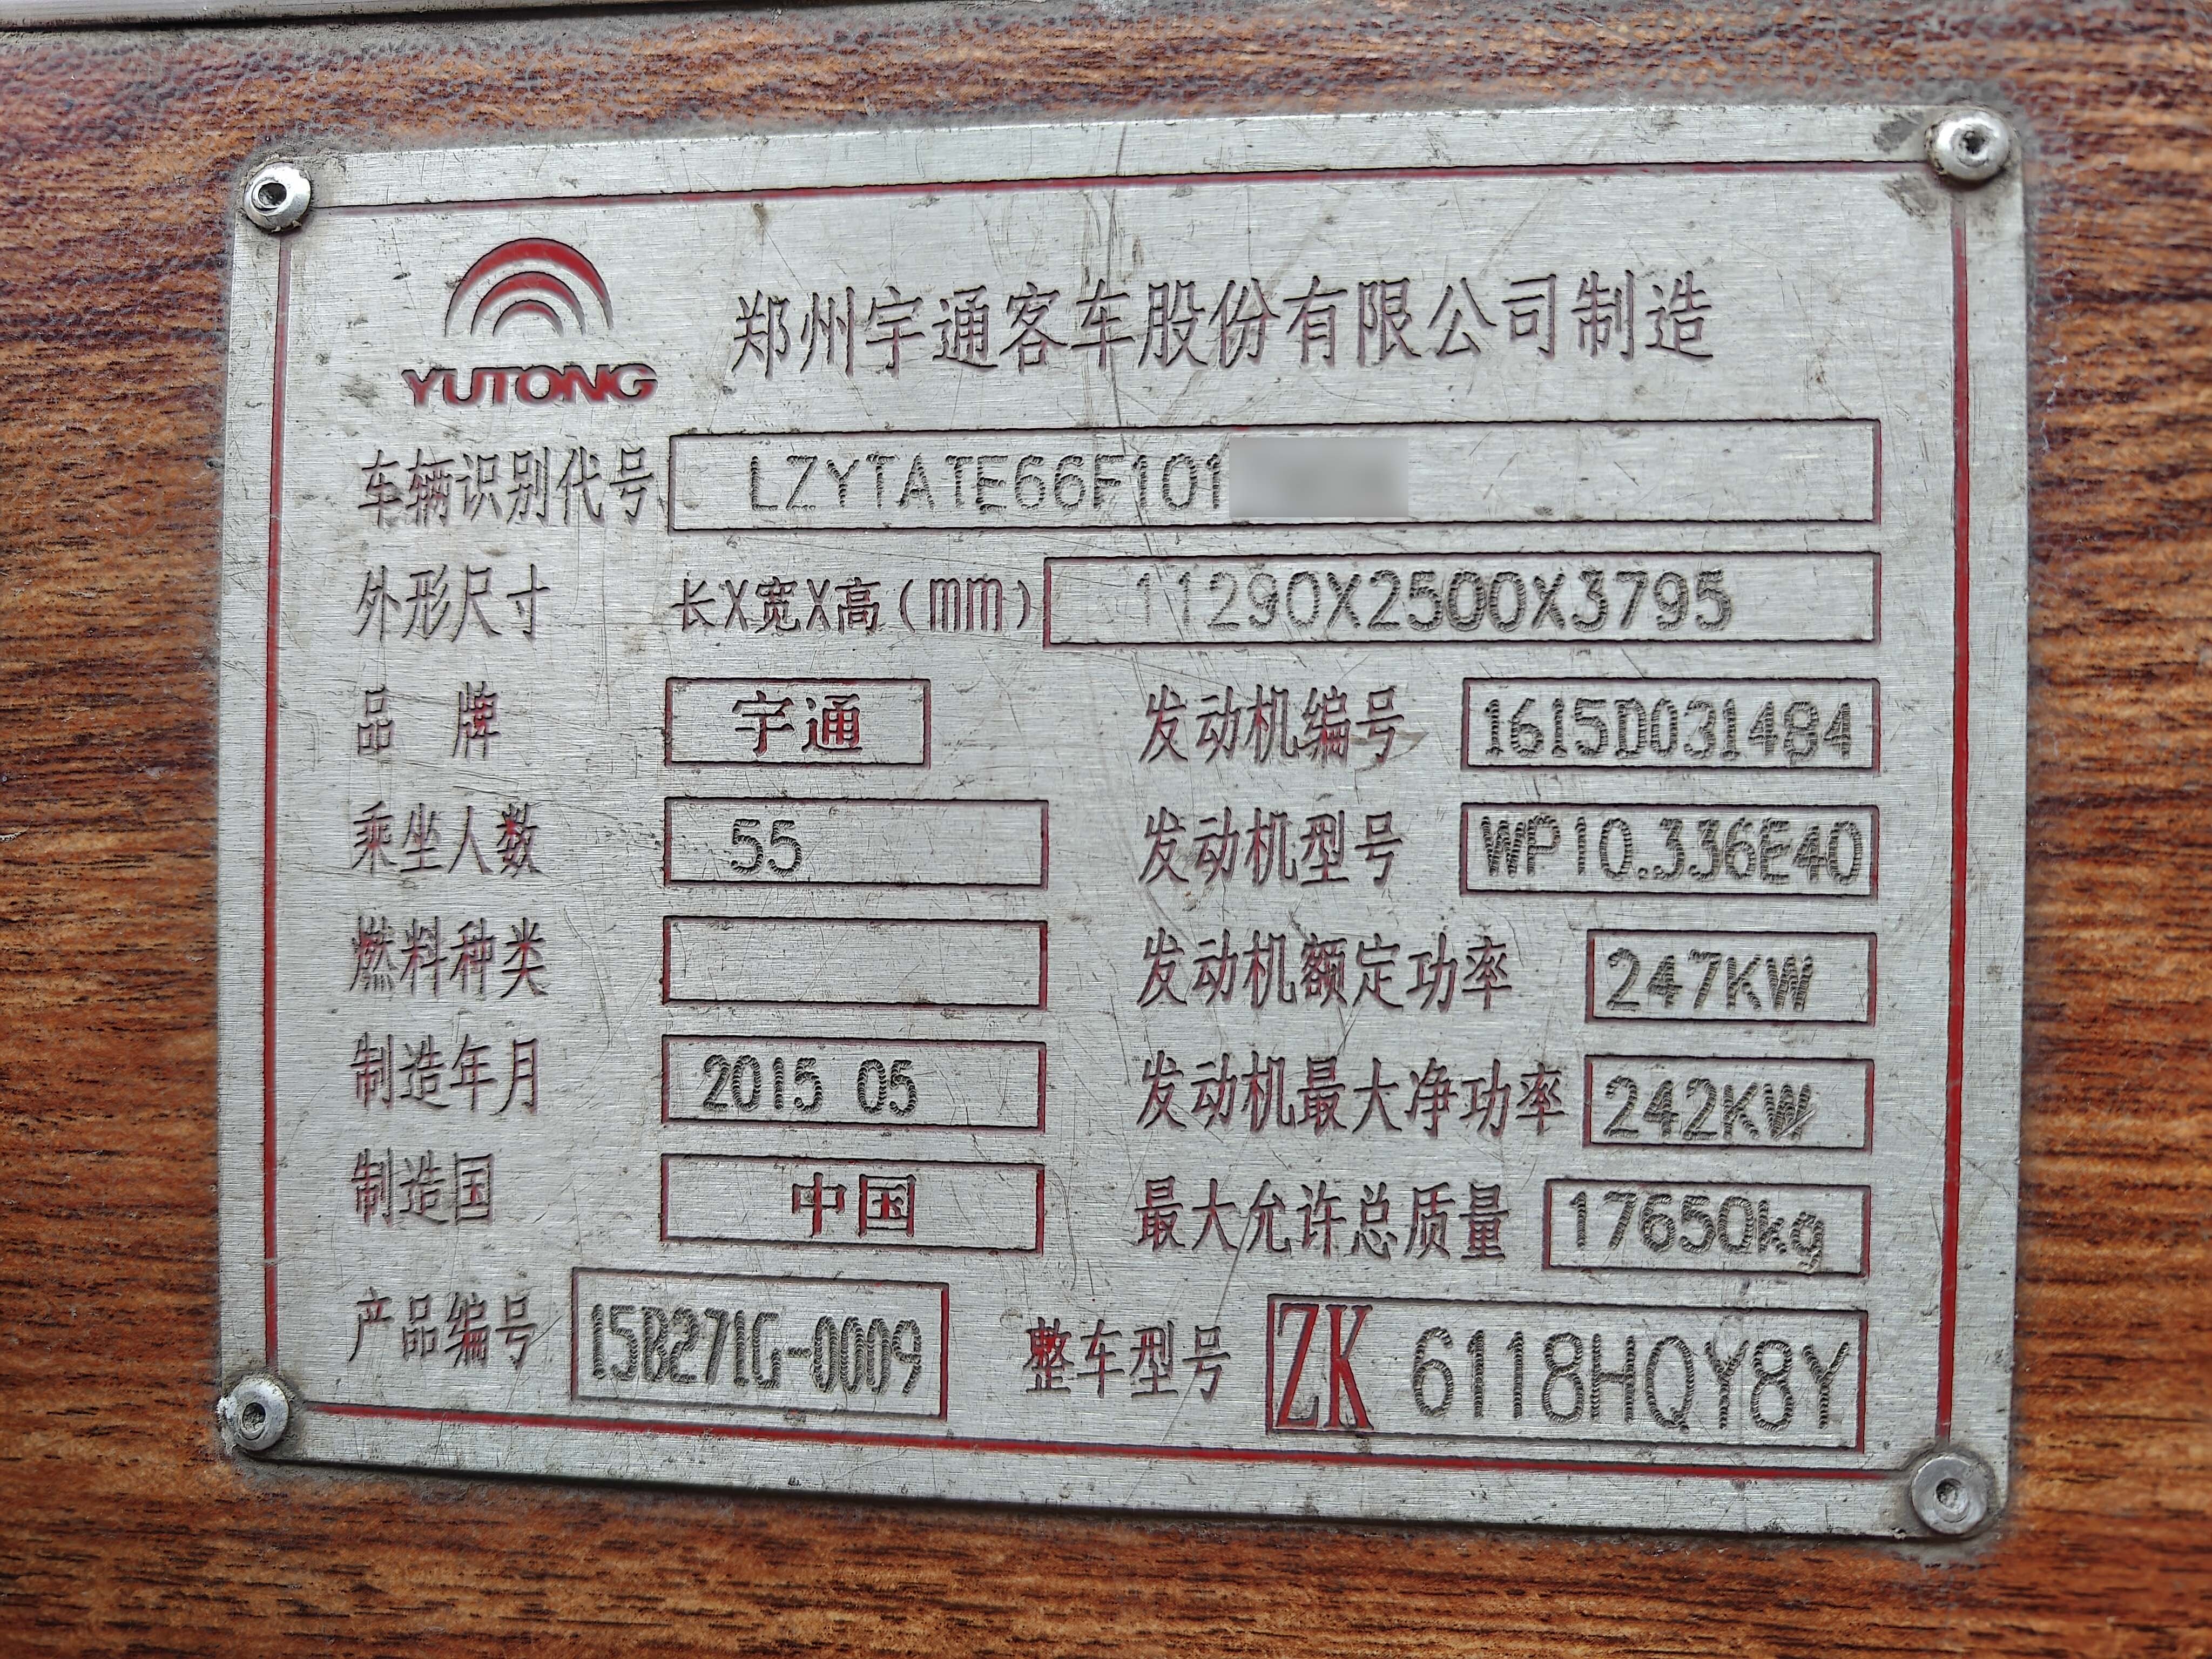 YUTONG
郑州宇通客车股份有限公司制造
车辆识别代号 LZYTATE66F101
外形尺寸 长X宽X高(mm) 11290X2500X3795
品牌 宇通 发动机编号 1615D031484
乘坐人数 55 发动机型号 WP10.336E40
燃料种类 发动机额定功率 247KW
制造年月 2015 05 发动机最大净功率 242KW
制造国 中国 最大允许总质量 17650kg
产品编号 15B271G-0009 整车型号 ZK 6118HQY8Y